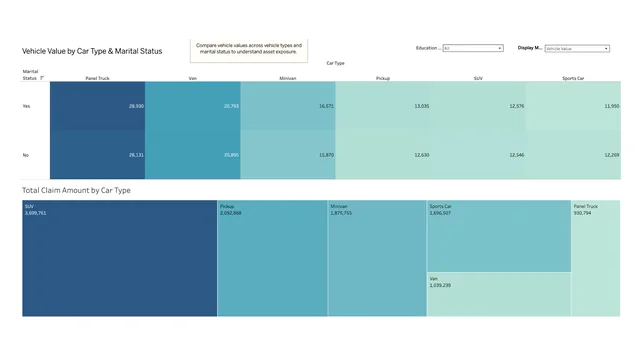 Compare vehicle values across vehicle types and
marital status to understand asset exposure.
Vehicle Value by Car Type & Marital Status
Education ... All
Display M... Vehicle Value
Car Type
Marital
Status
Panel Truck Van Minivan Pickup SUV Sports Car
Yes 28,930 20,793 16,571 13,035 12,576 11,950
No 28,131 20,895 15,873 12,630 12,546 12,269
Total Claim Amount by Car Type
SUV
3,699,761
Pickup
2,092,868
Minivan
1,875,755
Sports Car
1,696,507
Van
1,039,239
Panel Truck
930,794